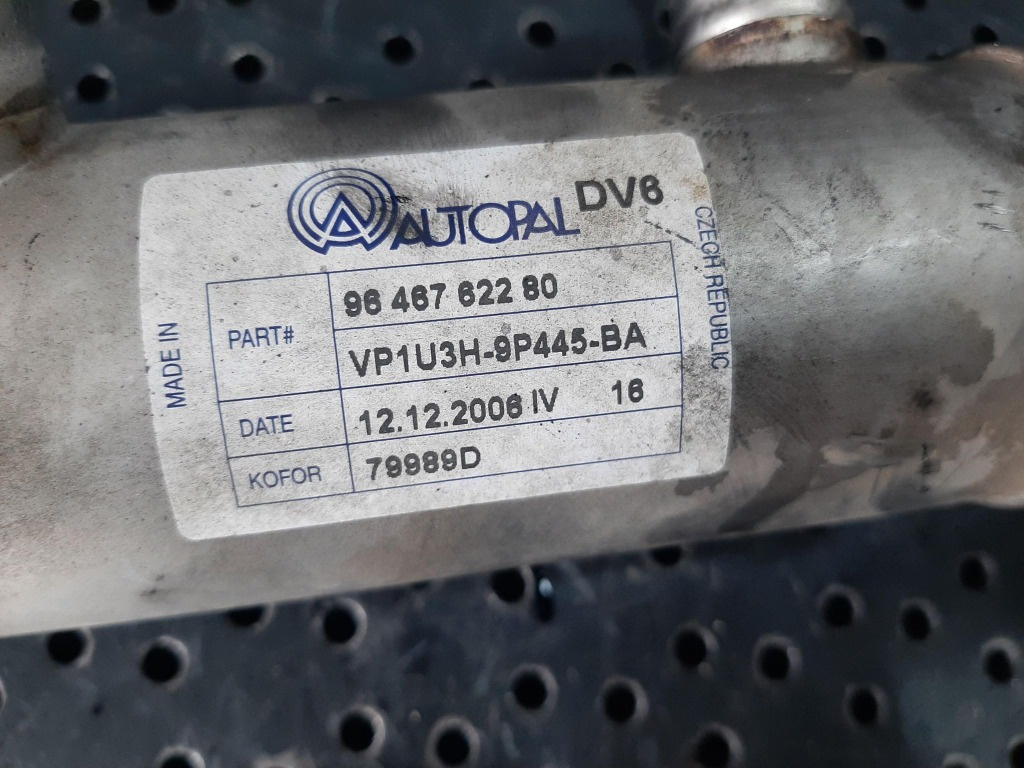 AUTOPAL DV6
MADE IN
CZECH REPUBLIC
PART#
96 467 622 80
VP1U3H-9P445-BA
DATE 12.12.2006 IV 16
KOFOR 79989D